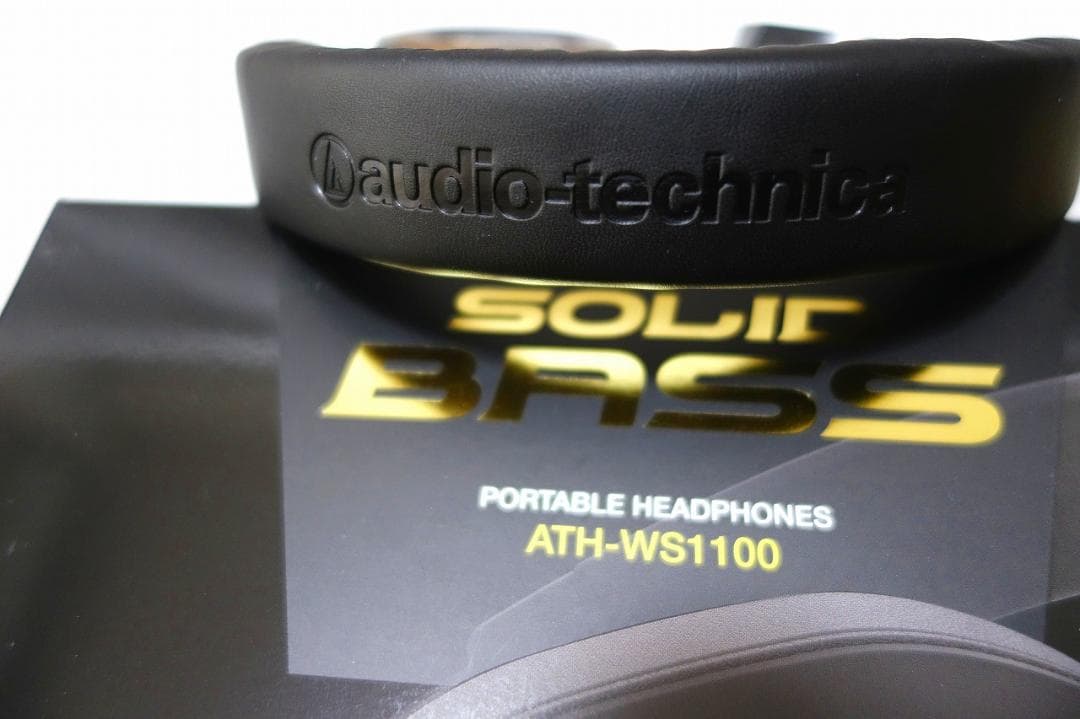 audio-technica
SOLID
BASS
PORTABLE HEADPHONES
ATH-WS1100